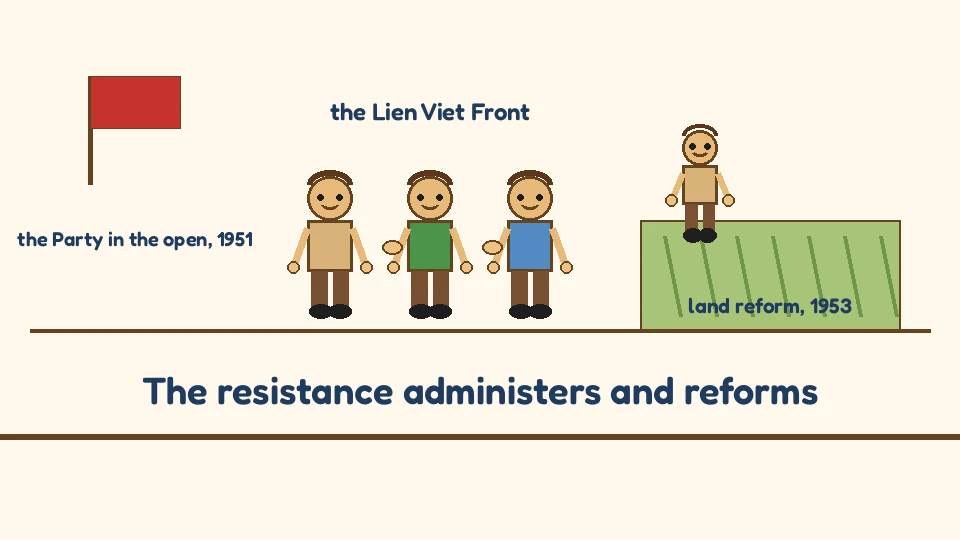 the Lien Viet Front
the Party in the open, 1951
land reform, 1953
The resistance administers and reforms